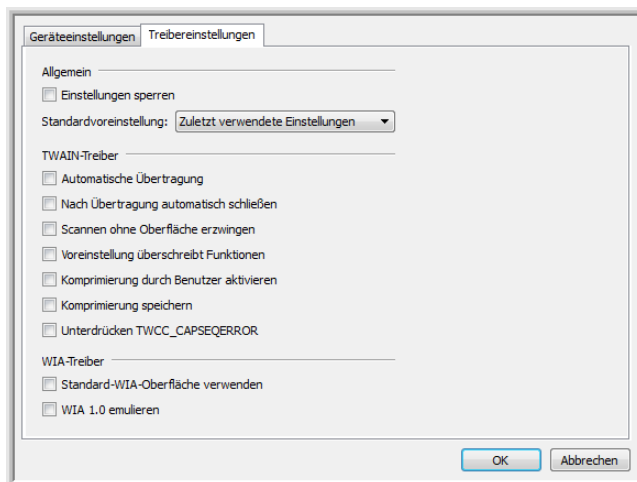 Geräteeinstellungen
Treibereinstellungen
Allgemein
Einstellungen sperren
Standardvoreinstellung: Zuletzt verwendete Einstellungen
TWAIN-Treiber
Automatische Übertragung
Nach Übertragung automatisch schließen
Scannen ohne Oberfläche erzwingen
Voreinstellung überschreibt Funktionen
Komprimierung durch Benutzer aktivieren
Komprimierung speichern
Unterdrücken TWCC_CAPSEQERROR
WIA-Treiber
Standard-WIA-Oberfläche verwenden
WIA 1.0 emulieren
OK
Abbrechen